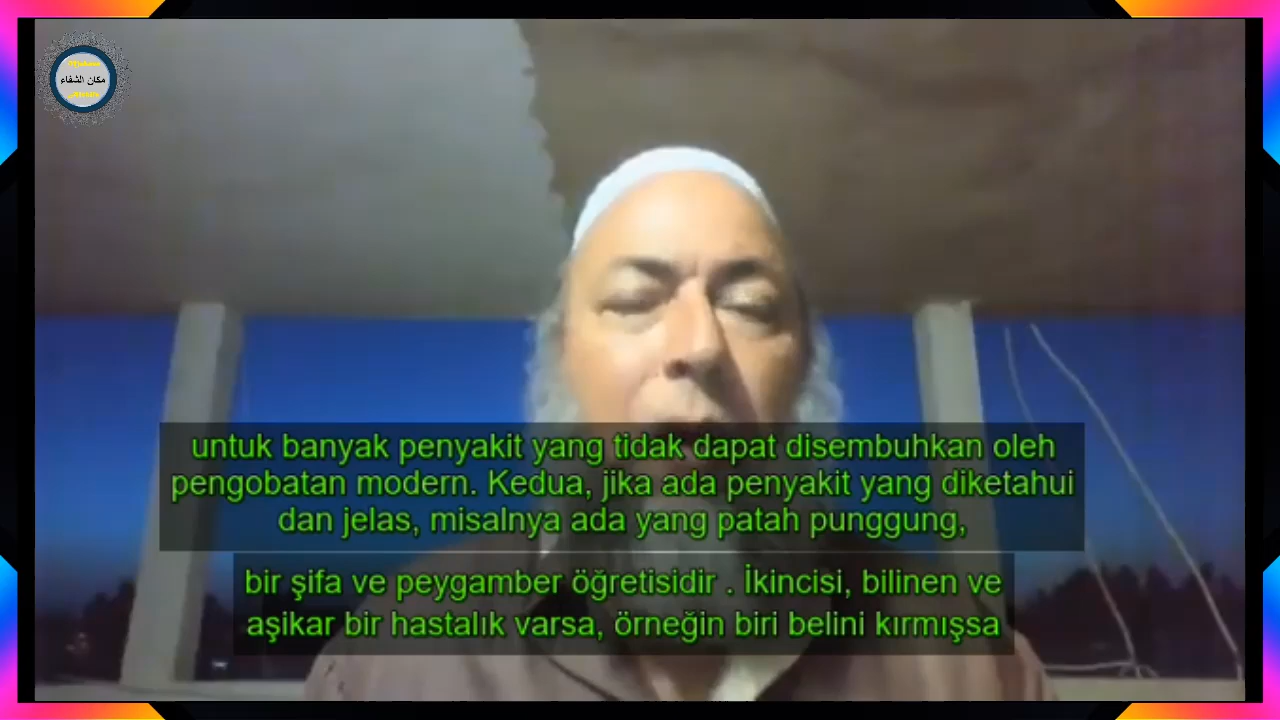 مكان الشفاء
untuk banyak penyakit yang tidak dapat disembuhkan oleh
pengobatan modern. Kedua, jika ada penyakit yang diketahui
dan jelas, misalnya ada yang patah punggung,
bir şifa ve peygamber öğretisidir . İkincisi, bilinen ve
aşikar bir hastalık varsa, örneğin biri belini kırmışsa